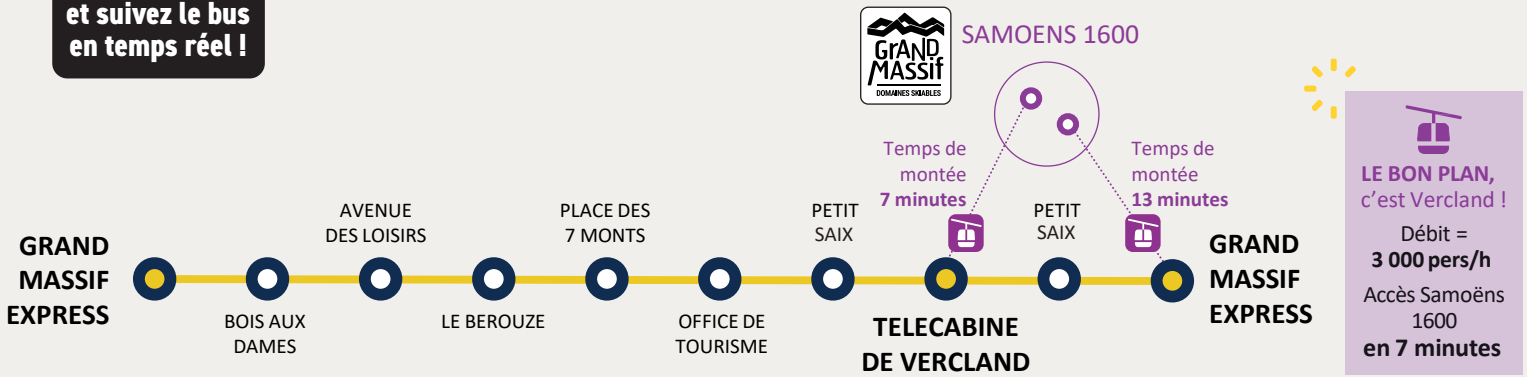 et suivez le bus
en temps réel !
GrAND
MASSif
DOMAINES SKIABLES
SAMOENS 1600
Temps de
montée
7 minutes
Temps de
montée
13 minutes
GRAND
MASSIF
EXPRESS
BOIS AUX
DAMES
AVENUE
DES LOISIRS
LE BEROUZE
PLACE DES
7 MONTS
OFFICE DE
TOURISME
PETIT
SAIX
TELECABINE
DE VERCLAND
PETIT
SAIX
GRAND
MASSIF
EXPRESS
LE BON PLAN,
c'est Vercland !
Débit =
3 000 pers/h
Accès Samoëns
1600
en 7 minutes